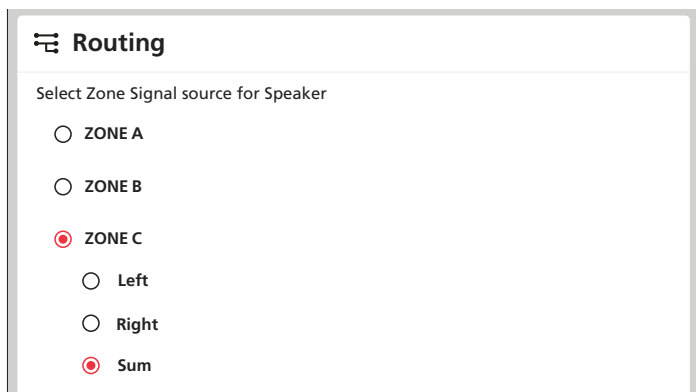 Routing
Select Zone Signal source for Speaker
ZONE A
ZONE B
ZONE C
Left
Right
Sum